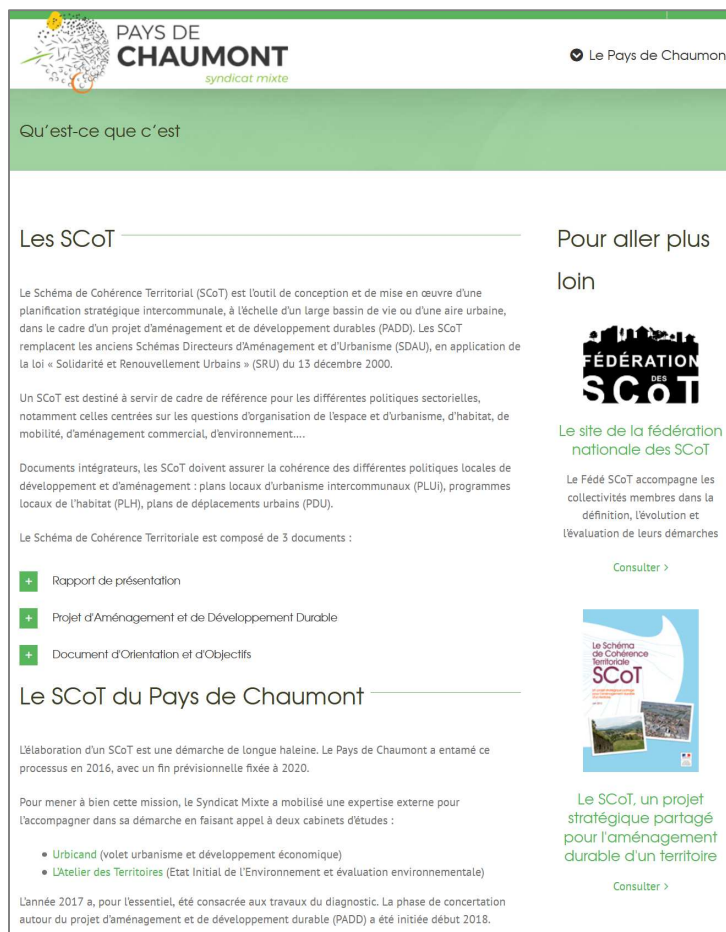 PAYS DE
CHAUMONT
syndicat mixte
Le Pays de Chaumon
Qu'est-ce que c'est
Les SCoT
Le Schéma de Cohérence Territorial (SCoT) est l'outil de conception et de mise en œuvre d'une
planification stratégique intercommunale, à l'échelle d'un large bassin de vie ou d'une aire urbaine,
dans le cadre d'un projet d'aménagement et de développement durables (PADD). Les SCoT
remplacent les anciens Schémas Directeurs d'Aménagement et d'Urbanisme (SDAU), en application de
la loi « Solidarité et Renouvellement Urbains » (SRU) du 13 décembre 2000.
Un SCoT est destiné à servir de cadre de référence pour les différentes politiques sectorielles,
notamment celles centrées sur les questions d'organisation de l'espace et d'urbanisme, d'habitat, de
mobilité, d'aménagement commercial, d'environnement....
Documents intégrateurs, les SCoT doivent assurer la cohérence des différentes politiques locales de
développement et d'aménagement : plans locaux d'urbanisme intercommunaux (PLUi), programmes
locaux de l'habitat (PLH), plans de déplacements urbains (PDU).
Le Schéma de Cohérence Territoriale est composé de 3 documents :
+ Rapport de présentation
+ Projet d'Aménagement et de Développement Durable
+ Document d'Orientation et d'Objectifs
Le SCoT du Pays de Chaumont
L'élaboration d'un SCoT est une démarche de longue haleine. Le Pays de Chaumont a entamé ce
processus en 2016, avec un fin prévisionnelle fixée à 2020.
Pour mener à bien cette mission, le Syndicat Mixte a mobilisé une expertise externe pour
l'accompagner dans sa démarche en faisant appel à deux cabinets d'études :
• Urbicand (volet urbanisme et développement économique)
• L'Atelier des Territoires (Etat Initial de l'Environnement et évaluation environnementale)
L'année 2017 a, pour l'essentiel, été consacrée aux travaux du diagnostic. La phase de concertation
autour du projet d'aménagement et de développement durable (PADD) a été initiée début 2018.
Pour aller plus
loin
FÉDÉRATION
DES
SCoT
Le site de la fédération
nationale des SCoT
Le Fédé SCoT accompagne les
collectivités membres dans la
définition, l'évolution et
l'évaluation de leurs démarches
Consulter >
Le Schéma
de Cohérence
Territoriale
SCoT
Le SCoT, un projet
stratégique partagé
pour l'aménagement
durable d'un territoire
Consulter >